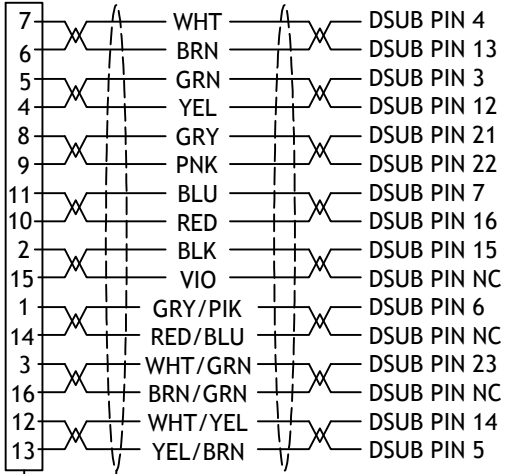 7 WHT DSUB PIN 4
6 BRN DSUB PIN 13
5 GRN DSUB PIN 3
4 YEL DSUB PIN 12
8 GRY DSUB PIN 21
9 PNK DSUB PIN 22
11 BLU DSUB PIN 7
10 RED DSUB PIN 16
2 BLK DSUB PIN 15
15 VIO DSUB PIN NC
1 GRY/PIK DSUB PIN 6
14 RED/BLU DSUB PIN NC
3 WHT/GRN DSUB PIN 23
16 BRN/GRN DSUB PIN NC
12 WHT/YEL DSUB PIN 14
13 YEL/BRN DSUB PIN 5